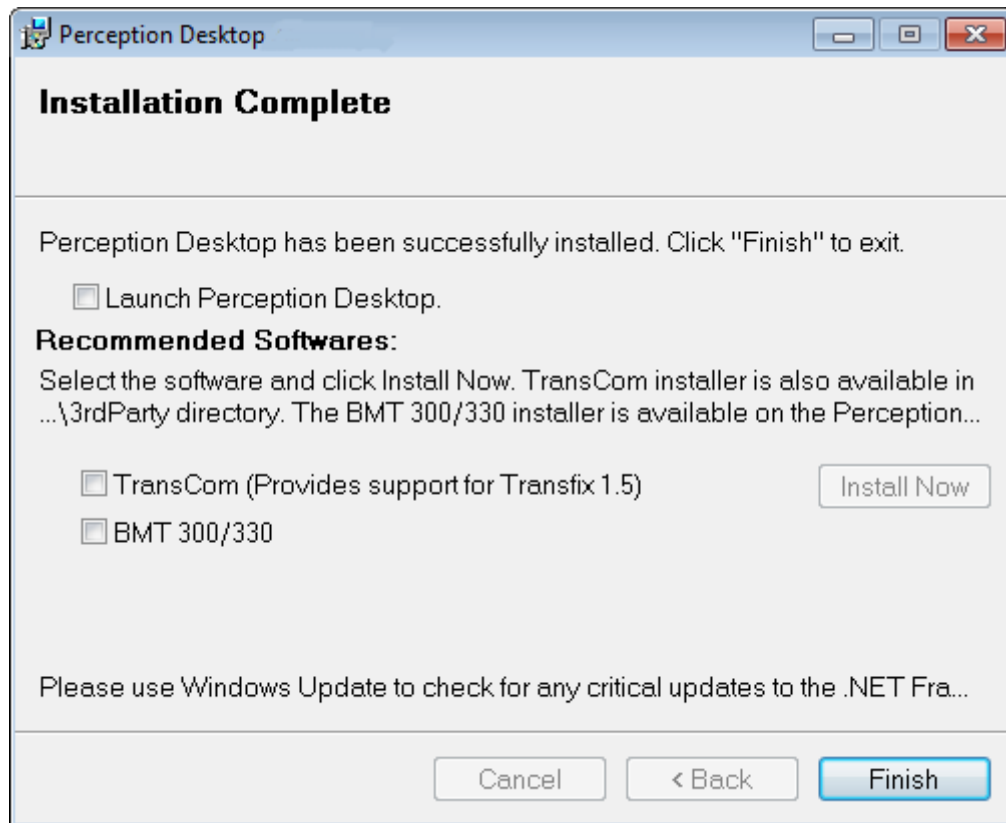 Perception Desktop
Installation Complete
Perception Desktop has been successfully installed. Click "Finish" to exit.
Launch Perception Desktop.
Recommended Softwares:
Select the software and click Install Now. TransCom installer is also available in
...\3rdParty directory. The BMT 300/330 installer is available on the Perception...
TransCom (Provides support for Transfix 1.5)
Install Now
BMT 300/330
Please use Windows Update to check for any critical updates to the .NET Fra...
Cancel
< Back
Finish